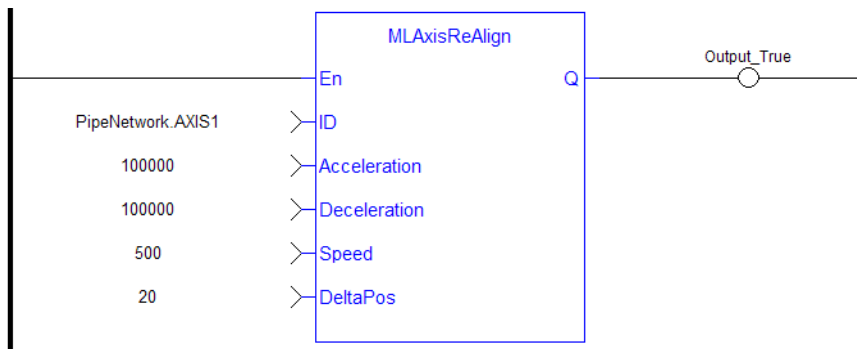 MLAxisReAlign
Output_True
En
Q
PipeNetwork.AXIS1
ID
100000
Acceleration
100000
Deceleration
500
Speed
20
DeltaPos